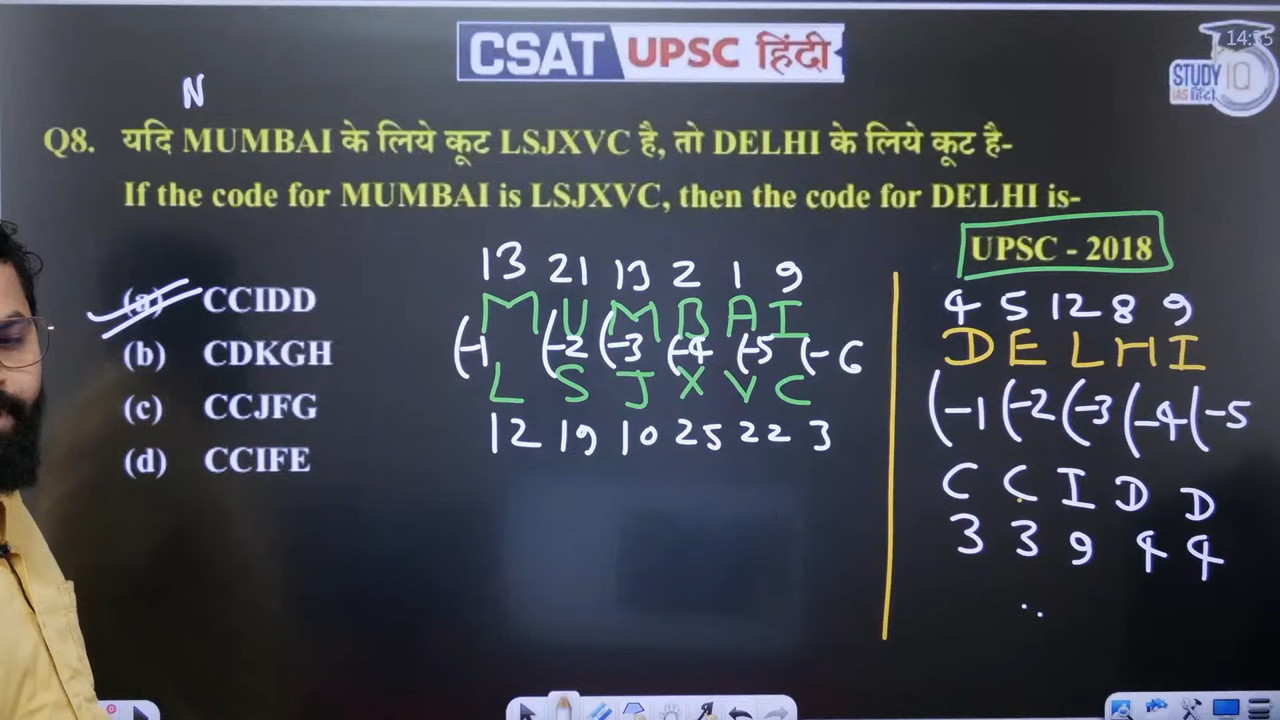 CSAT UPSC हिंदी
14:35
STUDY IQ
IAS हिंदी
N
Q8. यदि MUMBAI के लिये कूट LSJXVC है, तो DELHI के लिये कूट है-
If the code for MUMBAI is LSJXVC, then the code for DELHI is-
UPSC - 2018
(a) CCIDD
(b) CDKGH
(c) CCJFG
(d) CCIFE
13 21 13 2 1 9
M U M B A I
(-1 (-2 (-3 (-4 (-5 (-6
L S J X V C
12 19 10 25 22 3
4 5 12 8 9
D E L H I
(-1 (-2 (-3 (-4 (-5
C C I D D
3 3 9 4 4